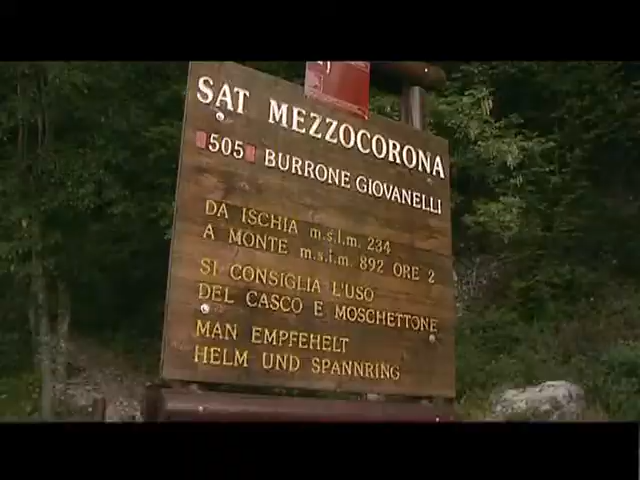 SAT MEZZOCORONA
505 BURRONE GIOVANELLI
DA ISCHIA m.s.l.m. 234
A MONTE m.s.l.m. 892 ORE 2
SI CONSIGLIA L'USO
DEL CASCO E MOSCHETTONE
MAN EMPFEHELT
HELM UND SPANNRING